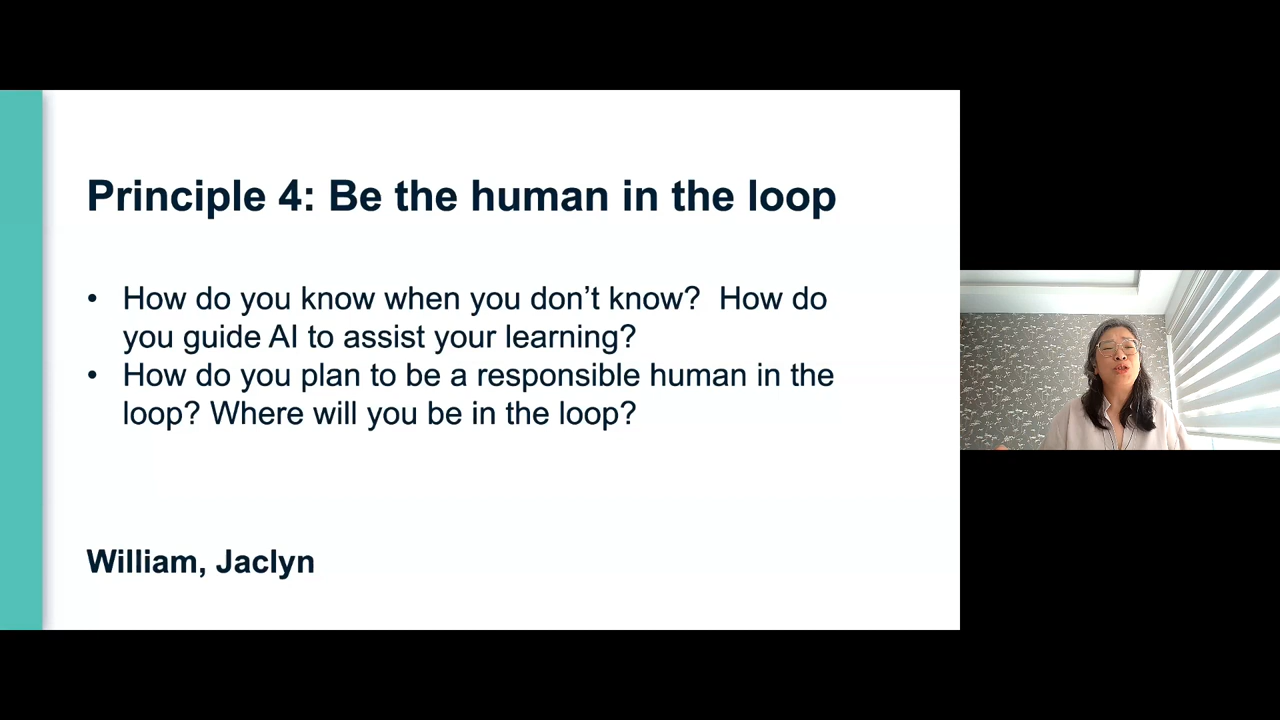 Principle 4: Be the human in the loop
• How do you know when you don’t know?  How do
you guide AI to assist your learning?
• How do you plan to be a responsible human in the
loop? Where will you be in the loop?
William, Jaclyn